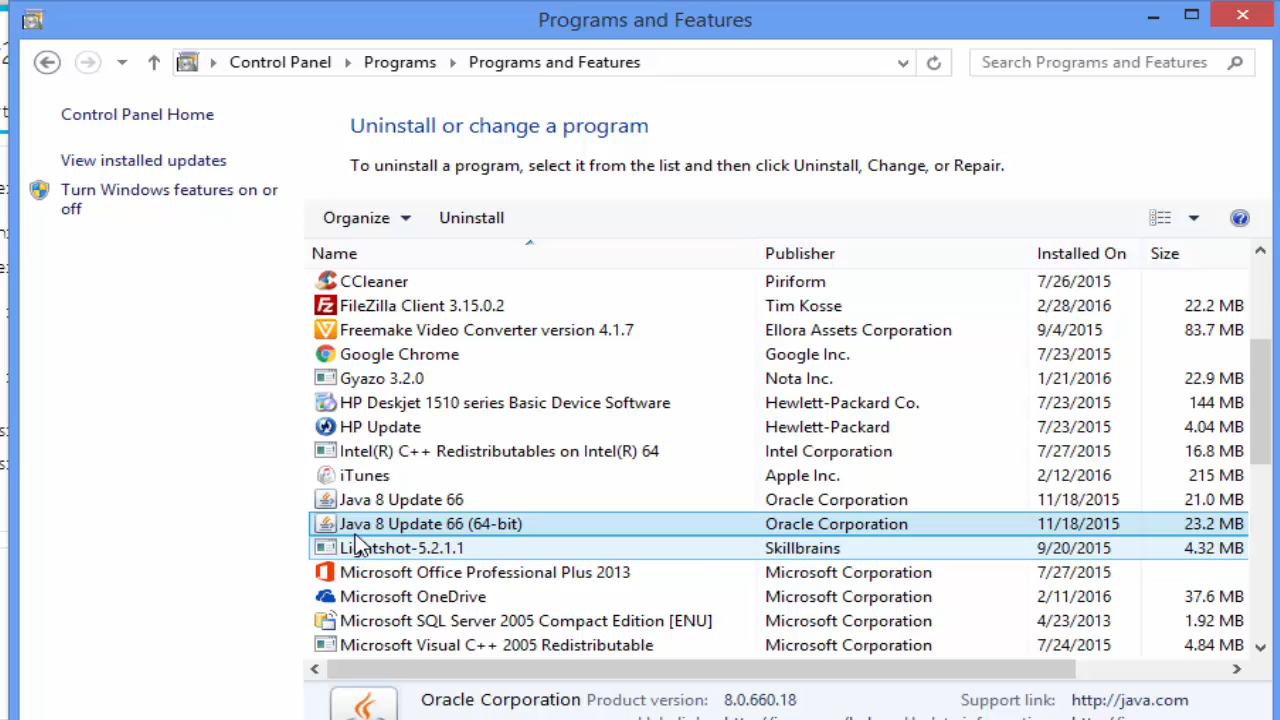 Programs and Features
Control Panel Programs Programs and Features
Search Programs and Features
Control Panel Home
View installed updates
Turn Windows features on or
off
Uninstall or change a program
To uninstall a program, select it from the list and then click Uninstall, Change, or Repair.
Organize Uninstall
Name Publisher Installed On Size
CCleaner Piriform 7/26/2015
FileZilla Client 3.15.0.2 Tim Kosse 2/28/2016 22.2 MB
Freemake Video Converter version 4.1.7 Ellora Assets Corporation 9/4/2015 83.7 MB
Google Chrome Google Inc. 7/23/2015
Gyazo 3.2.0 Nota Inc. 1/21/2016 22.9 MB
HP Deskjet 1510 series Basic Device Software Hewlett-Packard Co. 7/23/2015 144 MB
HP Update Hewlett-Packard 7/23/2015 4.04 MB
Intel(R) C++ Redistributables on Intel(R) 64 Intel Corporation 7/27/2015 16.8 MB
iTunes Apple Inc. 2/12/2016 215 MB
Java 8 Update 66 Oracle Corporation 11/18/2015 21.0 MB
Java 8 Update 66 (64-bit) Oracle Corporation 11/18/2015 23.2 MB
Lightshot-5.2.1.1 Skillbrains 9/20/2015 4.32 MB
Microsoft Office Professional Plus 2013 Microsoft Corporation 7/27/2015
Microsoft OneDrive Microsoft Corporation 2/11/2016 37.6 MB
Microsoft SQL Server 2005 Compact Edition [ENU] Microsoft Corporation 4/23/2013 1.92 MB
Microsoft Visual C++ 2005 Redistributable Microsoft Corporation 7/24/2015 4.84 MB
Oracle Corporation Product version: 8.0.660.18 Support link: http://java.com